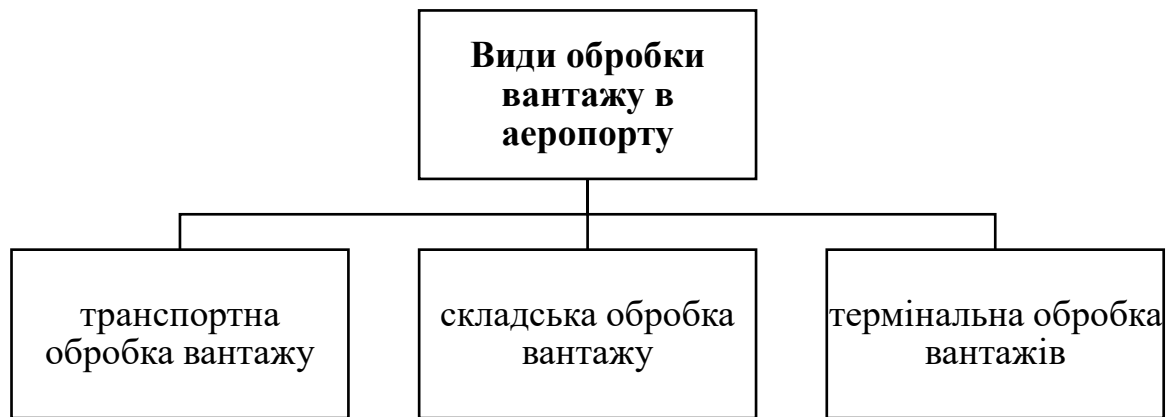 Види обробки
вантажу в
аеропорту
транспортна
обробка вантажу
складська обробка
вантажу
термінальна обробка
вантажів